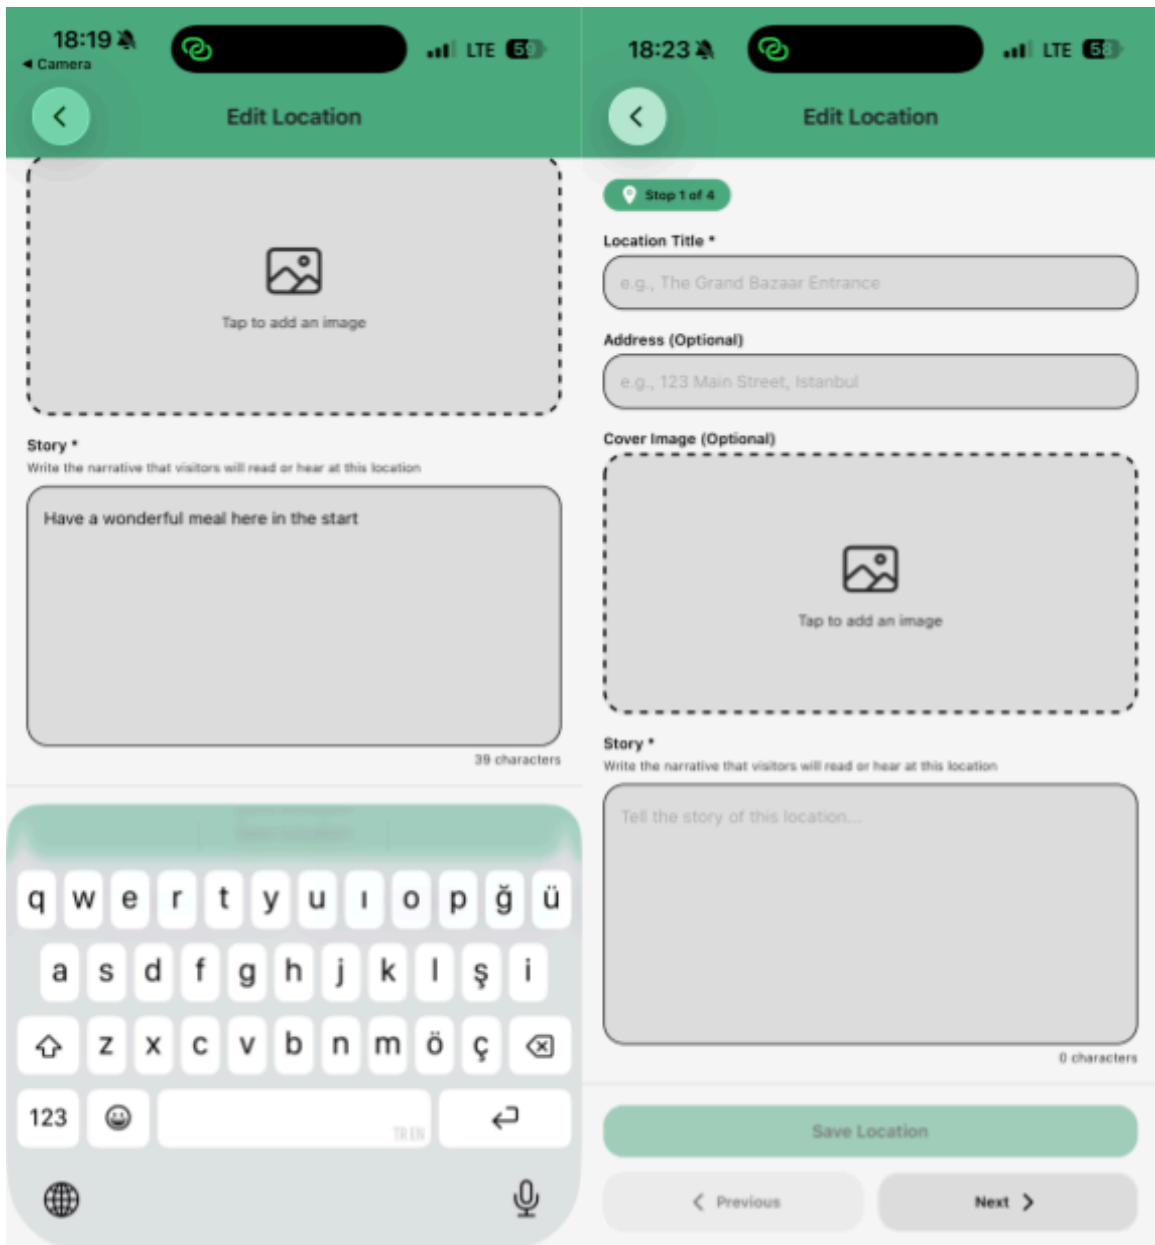 18:19
59
LTE
Camera
Edit Location
Tap to add an image
Story *
Write the narrative that visitors will read or hear at this location
Have a wonderful meal here in the start
39 characters
q w e r t y u ı o p ğ ü
a s d f g h j k l ş i
z x c v b n m ö ç
123
TR EN
18:23
LTE
58
Edit Location
Stop 1 of 4
Location Title *
e.g., The Grand Bazaar Entrance
Address (Optional)
e.g., 123 Main Street, Istanbul
Cover Image (Optional)
Tap to add an image
Story *
Write the narrative that visitors will read or hear at this location
Tell the story of this location...
0 characters
Save Location
Previous
Next